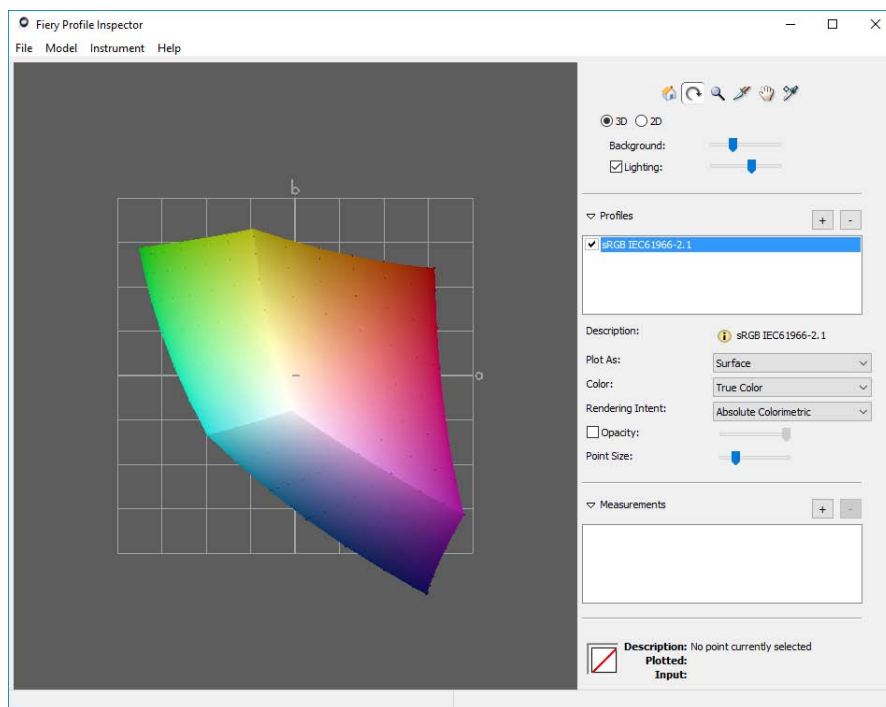 Fiery Profile Inspector
File Model Instrument Help
3D 2D
Background:
Lighting:
Profiles
+ -
sRGB IEC61966-2.1
Description: sRGB IEC61966-2.1
Plot As: Surface
Color: True Color
Rendering Intent: Absolute Colorimetric
Opacity:
Point Size:
Measurements
+ -
Description: No point currently selected
Plotted:
Input:
b
a